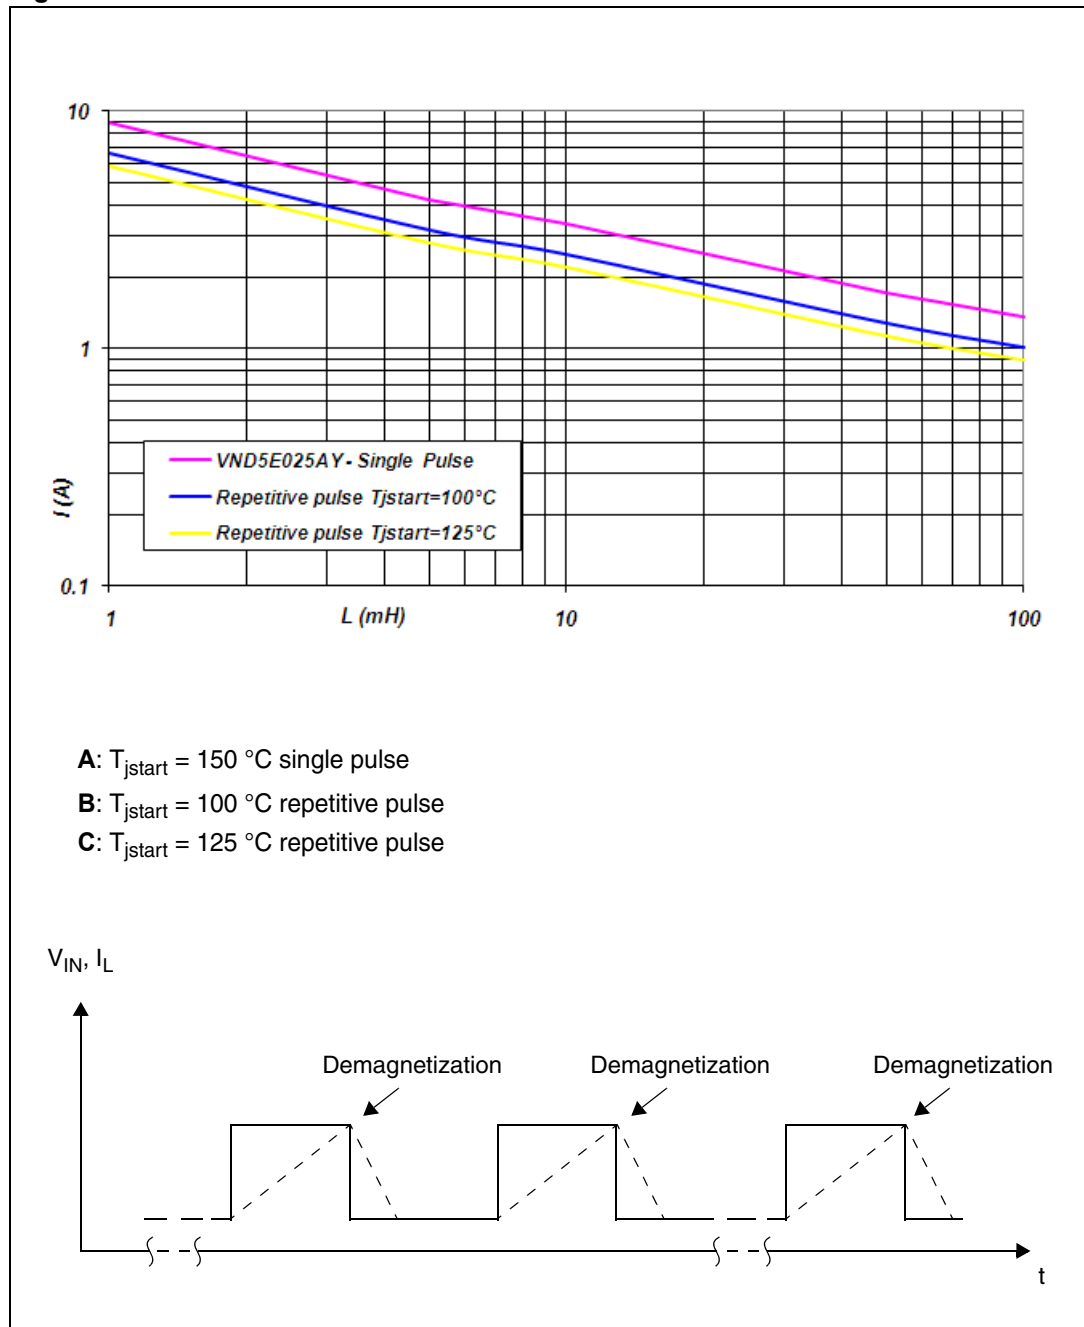 10
1
0.1
I (A)
VND5E025AY - Single Pulse
Repetitive pulse Tjstart=100°C
Repetitive pulse Tjstart=125°C
1
L (mH)
10
100
A: Tjstart = 150 °C single pulse
B: Tjstart = 100 °C repetitive pulse
C: Tjstart = 125 °C repetitive pulse
VIN, IL
Demagnetization
Demagnetization
Demagnetization
t